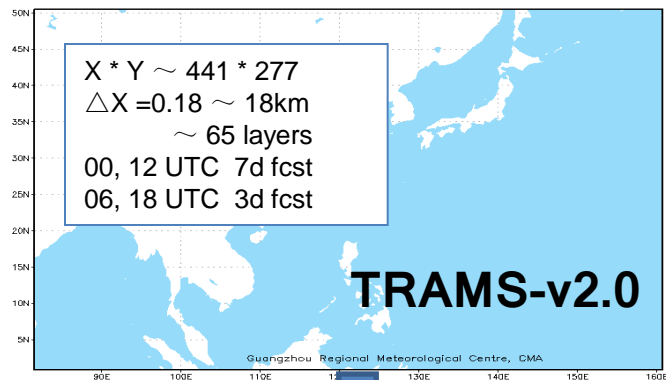 50N
45N
40N
35N
30N
25N
20N
15N
10N
5N
X * Y ～ 441 * 277
△X =0.18 ～ 18km
～ 65 layers
00, 12 UTC 7d fcst
06, 18 UTC 3d fcst
TRAMS-v2.0
Guangzhou Regional Meteorological Centre, CMA
90E 100E 110E 130E 140E 150E 160E